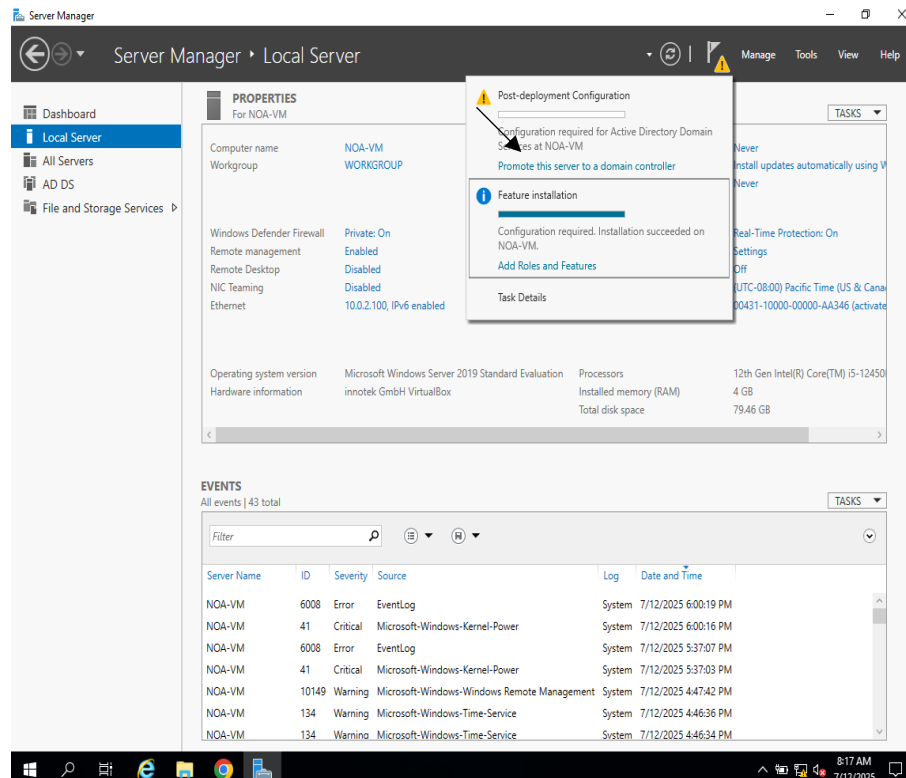 Server Manager
Server Manager ‣ Local Server
Manage Tools View Help
Dashboard
Local Server
All Servers
AD DS
File and Storage Services
PROPERTIES
For NOA-VM
TASKS
Computer name NOA-VM Never
Workgroup WORKGROUP Install updates automatically using W
Never
Windows Defender Firewall Private: On Real-Time Protection: On
Remote management Enabled Settings
Remote Desktop Disabled Off
NIC Teaming Disabled (UTC-08:00) Pacific Time (US & Cana
Ethernet 10.0.2.100, IPv6 enabled 00431-10000-00000-AA346 (activate
Operating system version Microsoft Windows Server 2019 Standard Evaluation Processors 12th Gen Intel(R) Core(TM) i5-12450
Hardware information innotek GmbH VirtualBox Installed memory (RAM) 4 GB
Total disk space 79.46 GB
Post-deployment Configuration
Configuration required for Active Directory Domain
Services at NOA-VM
Promote this server to a domain controller
Feature installation
Configuration required. Installation succeeded on
NOA-VM.
Add Roles and Features
Task Details
EVENTS
All events | 43 total
TASKS
Filter
Server Name ID Severity Source Log Date and Time
NOA-VM 6008 Error EventLog System 7/12/2025 6:00:19 PM
NOA-VM 41 Critical Microsoft-Windows-Kernel-Power System 7/12/2025 6:00:16 PM
NOA-VM 6008 Error EventLog System 7/12/2025 5:37:07 PM
NOA-VM 41 Critical Microsoft-Windows-Kernel-Power System 7/12/2025 5:37:03 PM
NOA-VM 10149 Warning Microsoft-Windows-Windows Remote Management System 7/12/2025 4:47:42 PM
NOA-VM 134 Warning Microsoft-Windows-Time-Service System 7/12/2025 4:46:36 PM
NOA-VM 134 Warning Microsoft-Windows-Time-Service System 7/12/2025 4:46:34 PM
8:17 AM
7/12/2025